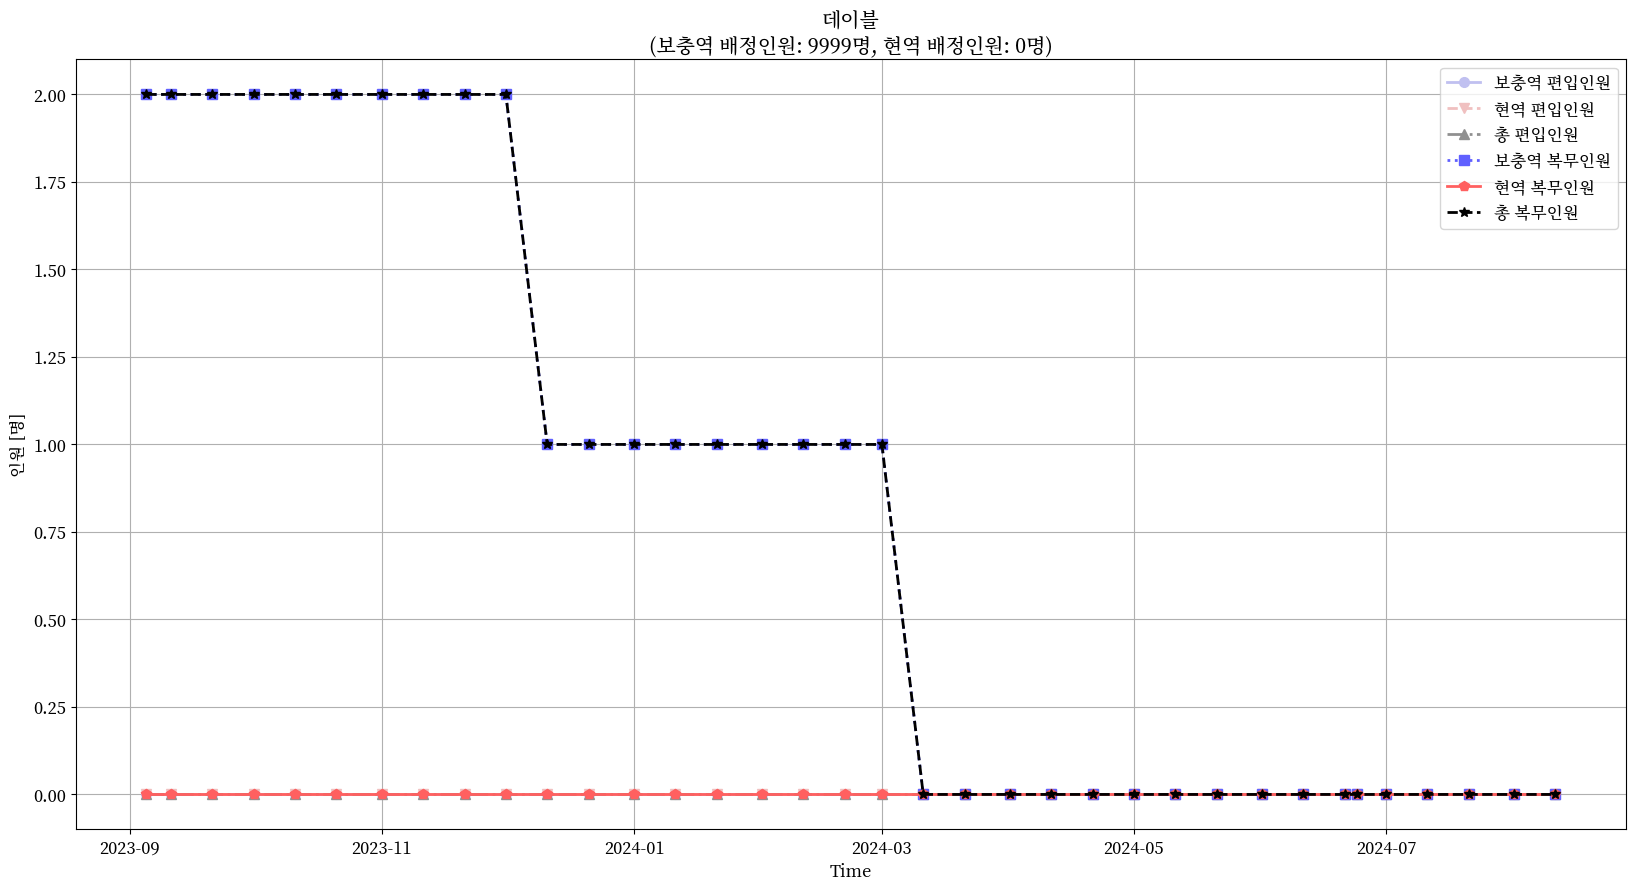 데이블
(보충역 배정인원: 9999명, 현역 배정인원: 0명)
보충역 편입인원
현역 편입인원
총 편입인원
보충역 복무인원
현역 복무인원
총 복무인원
인원 [명]
2.00
1.75
1.50
1.25
1.00
0.75
0.50
0.25
0.00
2023-09
2023-11
2024-01
2024-03
2024-05
2024-07
Time